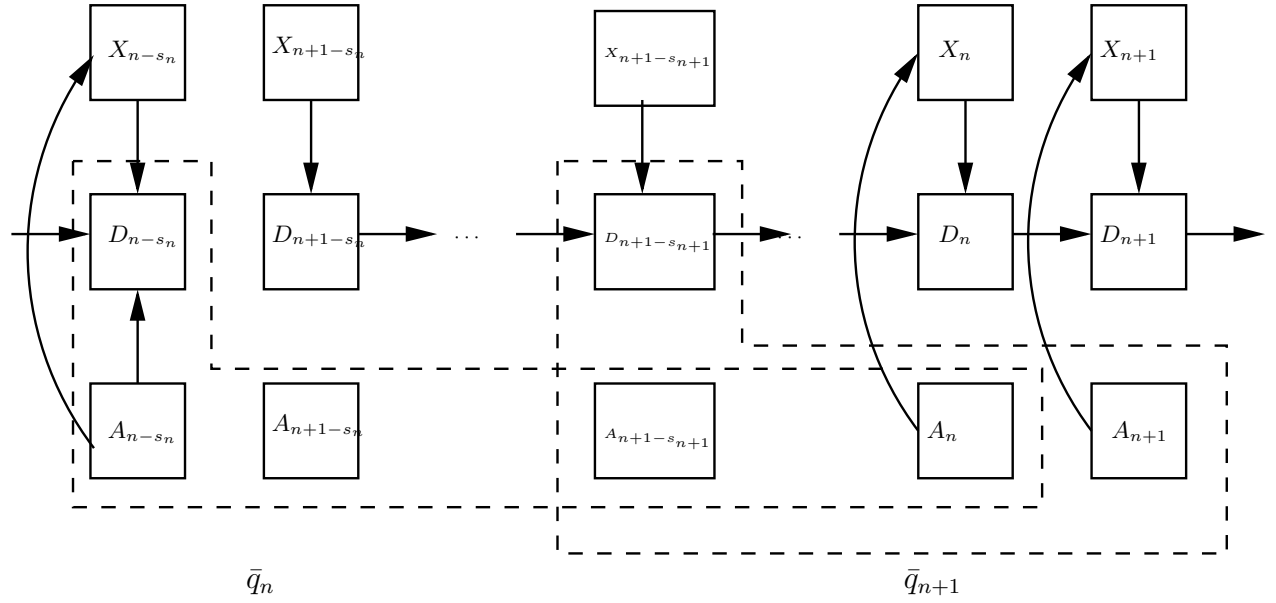 X_{n-s_n} X_{n+1-s_n} X_{n+1-s_{n+1}} X_n X_{n+1}
D_{n-s_n} D_{n+1-s_n} ... D_{n+1-s_{n+1}} ... D_n D_{n+1}
A_{n-s_n} A_{n+1-s_n} A_{n+1-s_{n+1}} A_n A_{n+1}
q̄_n q̄_{n+1}